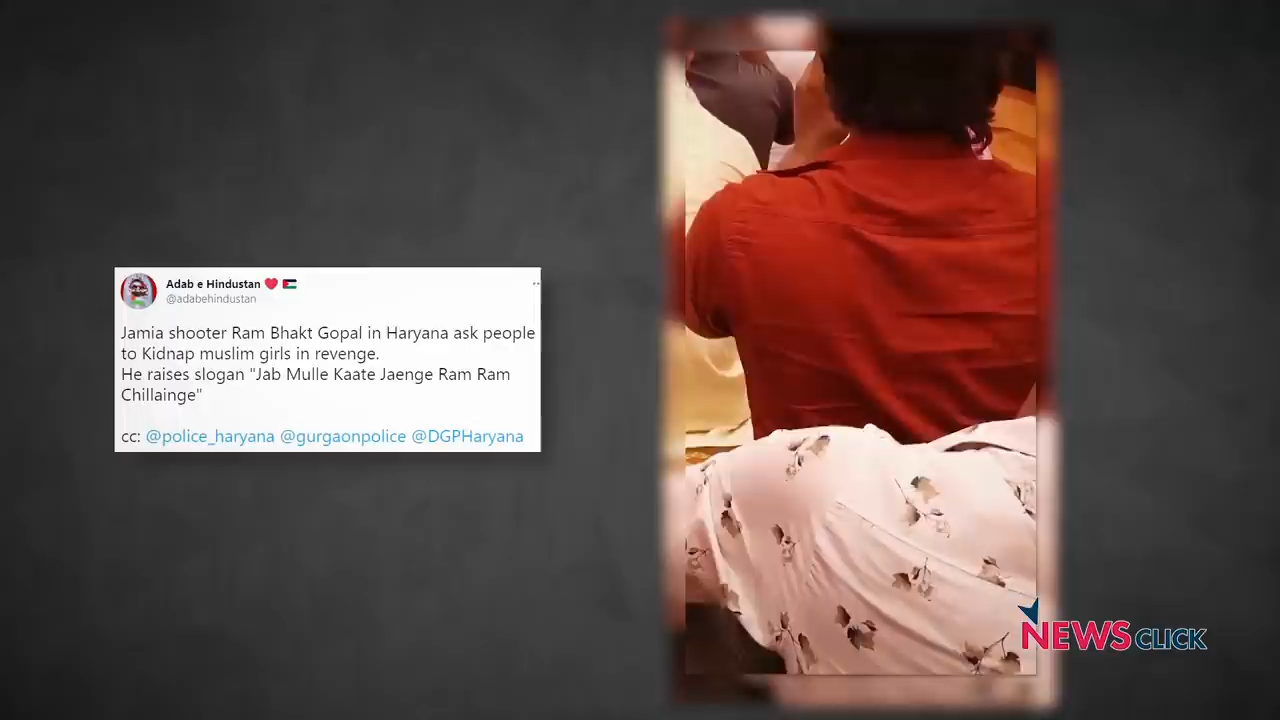 Adab e Hindustan
@adabehindustan
Jamia shooter Ram Bhakt Gopal in Haryana ask people
to Kidnap muslim girls in revenge.
He raises slogan "Jab Mulle Kaate Jaenge Ram Ram
Chillainge"
cc: @police_haryana @gurgaonpolice @DGPHaryana
NEWSCLICK